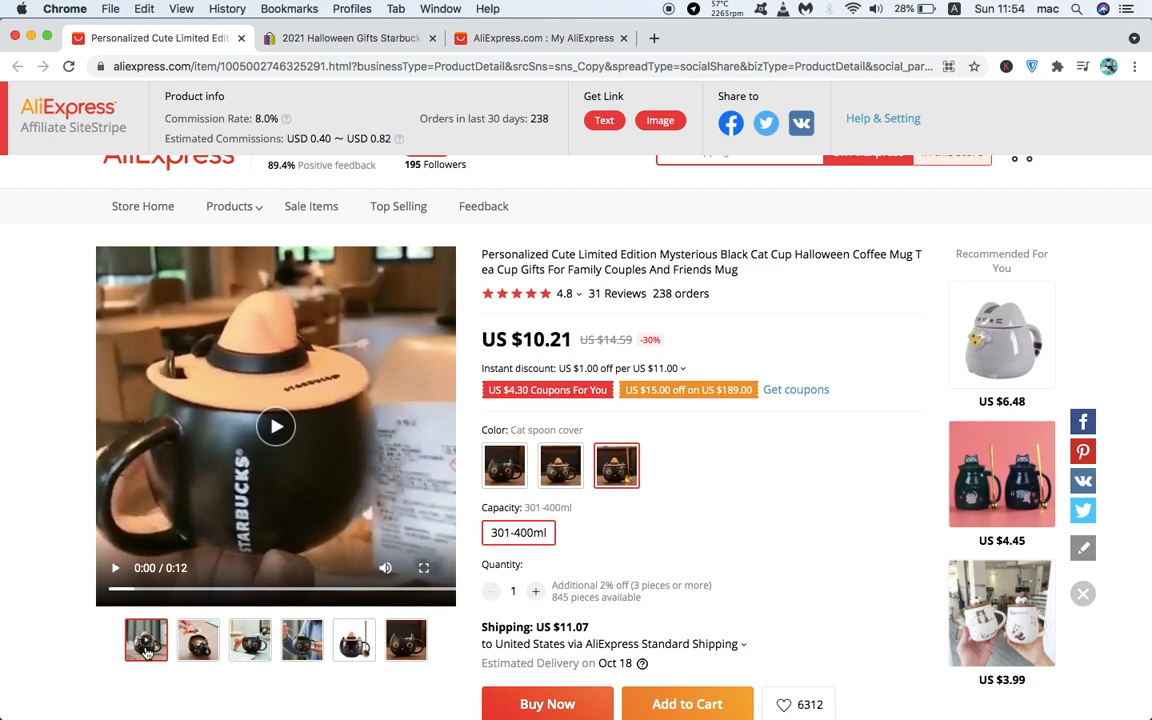 Chrome File Edit View History Bookmarks Profiles Tab Window Help
57°C
2265rpm
28% A Sun 11:54 mac
Personalized Cute Limited Edit
2021 Halloween Gifts Starbuck
AliExpress.com : My AliExpress
aliexpress.com/item/1005002746325291.html?businessType=ProductDetail&srcSns=sns_Copy&spreadType=socialShare&bizType=ProductDetail&social_par...
AliExpress
Affiliate SiteStripe
Product info
Commission Rate: 8.0%
Orders in last 30 days: 238
Estimated Commissions: USD 0.40 ~ USD 0.82
Get Link
Text Image
Share to
Help & Setting
AliExpress
89.4% Positive feedback
195 Followers
Store Home Products Sale Items Top Selling Feedback
STARBUCKS
STARBUCKS
0:00 / 0:12
Personalized Cute Limited Edition Mysterious Black Cat Cup Halloween Coffee Mug T
ea Cup Gifts For Family Couples And Friends Mug
4.8 31 Reviews 238 orders
US $10.21 US $14.59 -30%
Instant discount: US $1.00 off per US $11.00
US $4.30 Coupons For You US $15.00 off on US $189.00 Get coupons
Color: Cat spoon cover
Capacity: 301-400ml
301-400ml
Quantity:
1
Additional 2% off (3 pieces or more)
845 pieces available
Shipping: US $11.07
to United States via AliExpress Standard Shipping
Estimated Delivery on Oct 18
Buy Now Add to Cart 6312
Recommended For
You
US $6.48
US $4.45
US $3.99